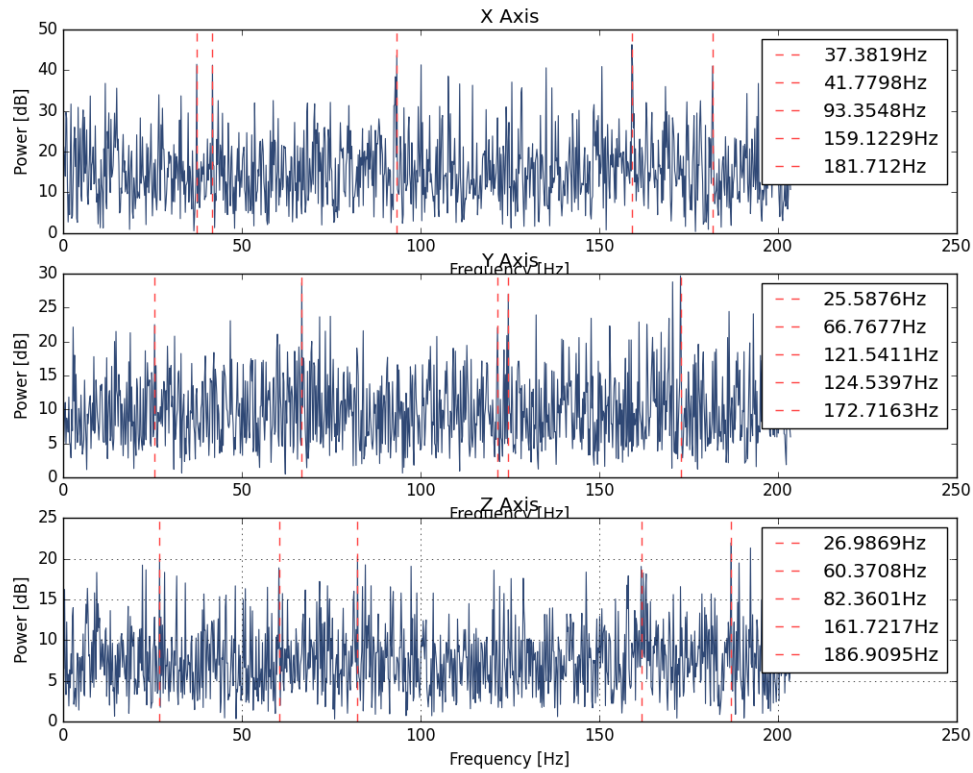 X Axis
Power [dB]
50
40
30
20
10
0
37.3819Hz
41.7798Hz
93.3548Hz
159.1229Hz
181.712Hz
0 50 100 150 200 250
Frequency [Hz]
Y Axis
Power [dB]
30
25
20
15
10
5
0
25.5876Hz
66.7677Hz
121.5411Hz
124.5397Hz
172.7163Hz
0 50 100 150 200 250
Frequency [Hz]
Z Axis
Power [dB]
25
20
15
10
5
0
26.9869Hz
60.3708Hz
82.3601Hz
161.7217Hz
186.9095Hz
0 50 100 150 200 250
Frequency [Hz]